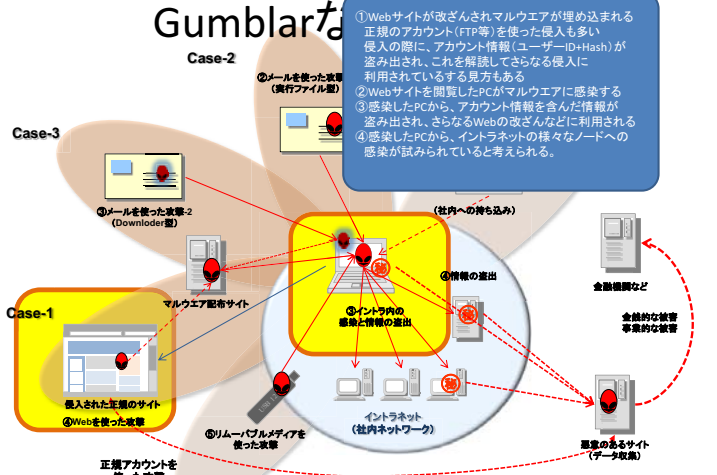 Gumblarな
①Webサイトが改ざんされマルウエアが埋め込まれる
正規のアカウント（FTP等）を使った侵入も多い
侵入の際に、アカウント情報（ユーザーID+Hash）が
盗み出され、これを解読してさらなる侵入に
利用されているする見方もある
②Webサイトを閲覧したPCがマルウエアに感染する
③感染したPCから、アカウント情報を含んだ情報が
盗み出され、さらなるWebの改ざんなどに利用される
④感染したPCから、イントラネットの様々なノードへの
感染が試みられていると考えられる。
Case-2
②メールを使った攻撃
（実行ファイル型）
Case-3
③メールを使った攻撃-2
（Downloder型）
（社内への持ち込み）
マルウエア配布サイト
④情報の盗出
秘
秘
秘
③イントラ内の
感染と情報の盗出
金融機関など
金銭的な被害
事業的な被害
Case-1
侵入された正規のサイト
④Webを使った攻撃
⑤リムーバブルメディアを
使った攻撃
イントラネット
（社内ネットワーク）
悪意のあるサイト
（データ収集）
正規アカウントを